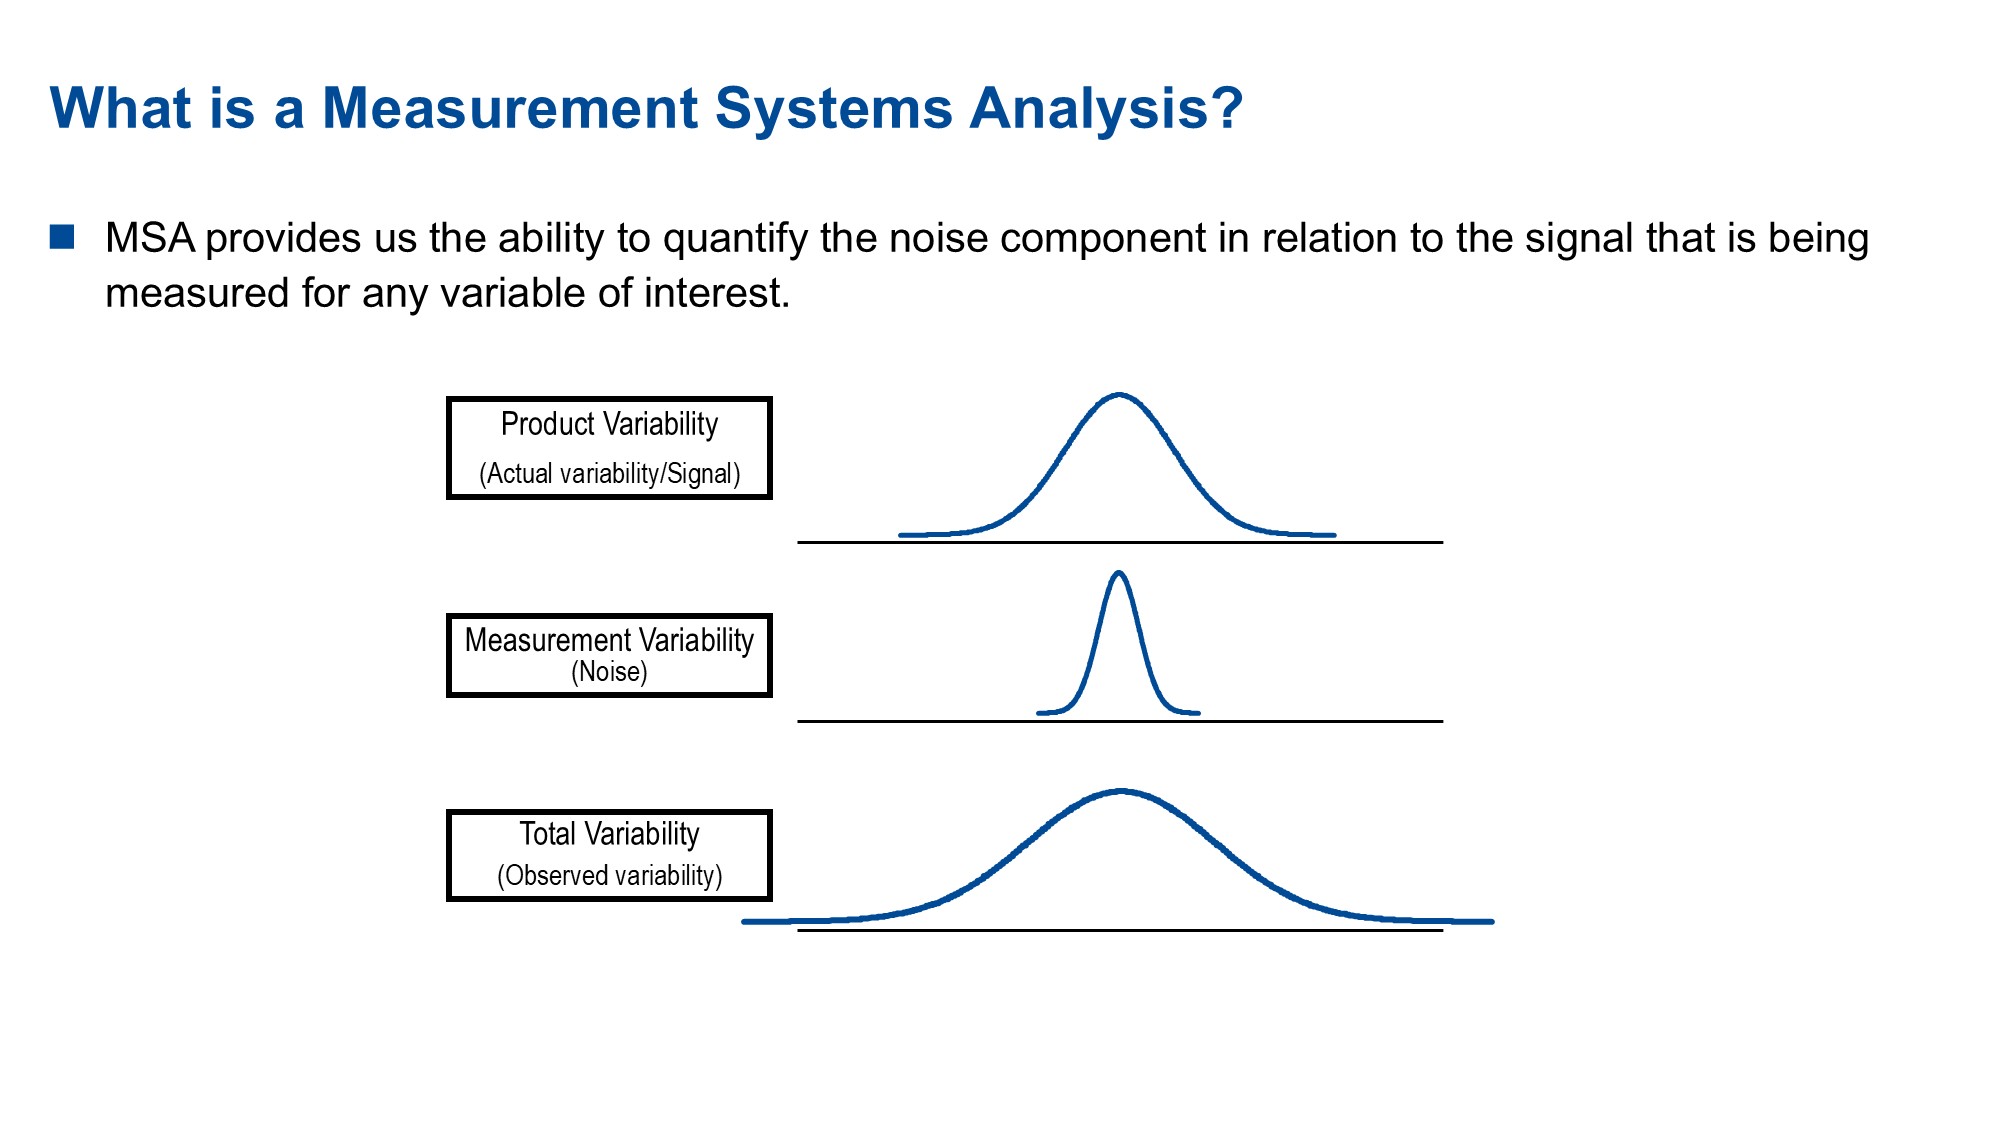 What is a Measurement Systems Analysis?
MSA provides us the ability to quantify the noise component in relation to the signal that is being
measured for any variable of interest.
Product Variability
(Actual variability/Signal)
Measurement Variability
(Noise)
Total Variability
(Observed variability)